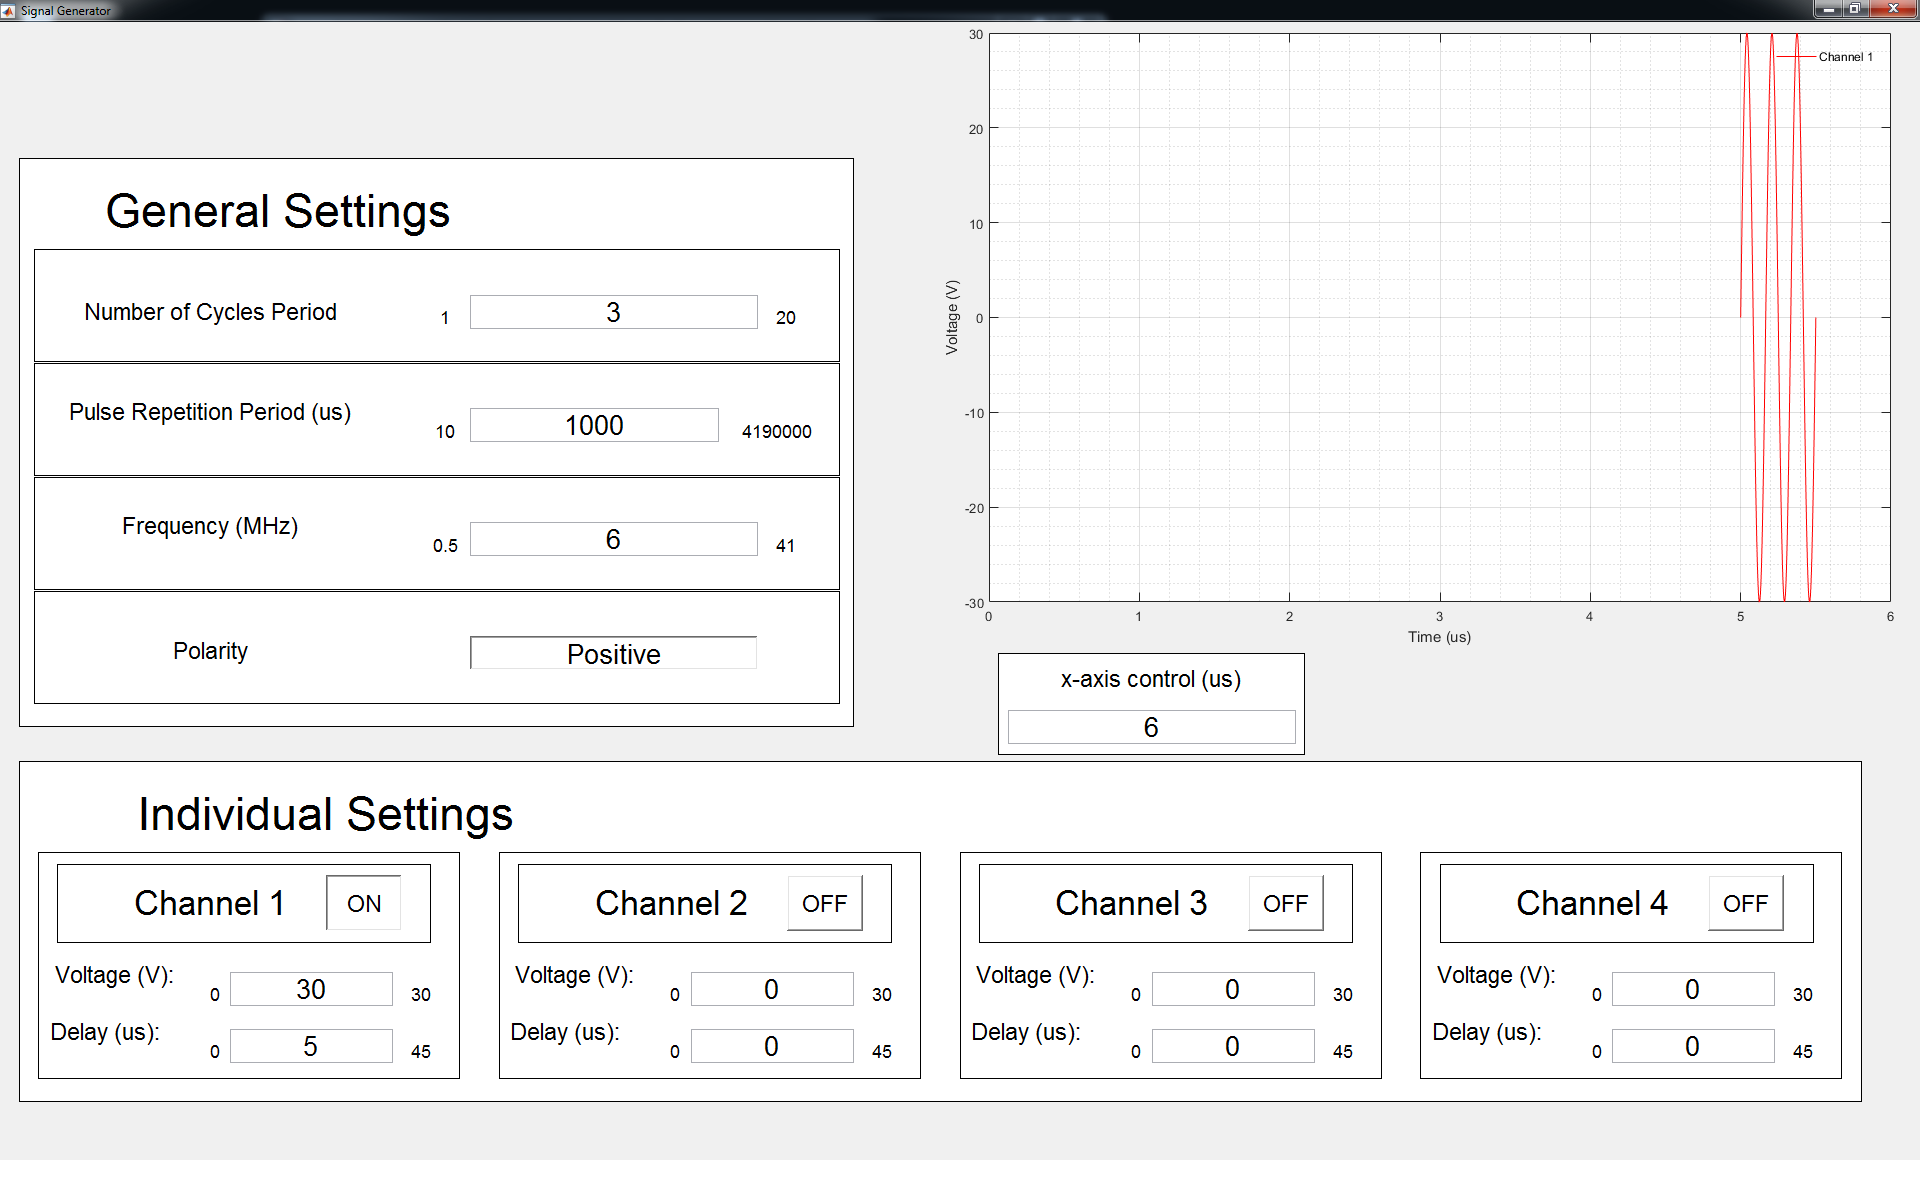 Signal Generator
General Settings
Number of Cycles Period 1 3 20
Pulse Repetition Period (us) 10 1000 4190000
Frequency (MHz) 0.5 6 41
Polarity Positive
30
20
10
0
-10
-20
-30
Voltage (V)
Channel 1
0 1 2 3 4 5 6
Time (us)
x-axis control (us)
6
Individual Settings
Channel 1 ON
Voltage (V): 0 30 30
Delay (us): 0 5 45
Channel 2 OFF
Voltage (V): 0 0 30
Delay (us): 0 0 45
Channel 3 OFF
Voltage (V): 0 0 30
Delay (us): 0 0 45
Channel 4 OFF
Voltage (V): 0 0 30
Delay (us): 0 0 45